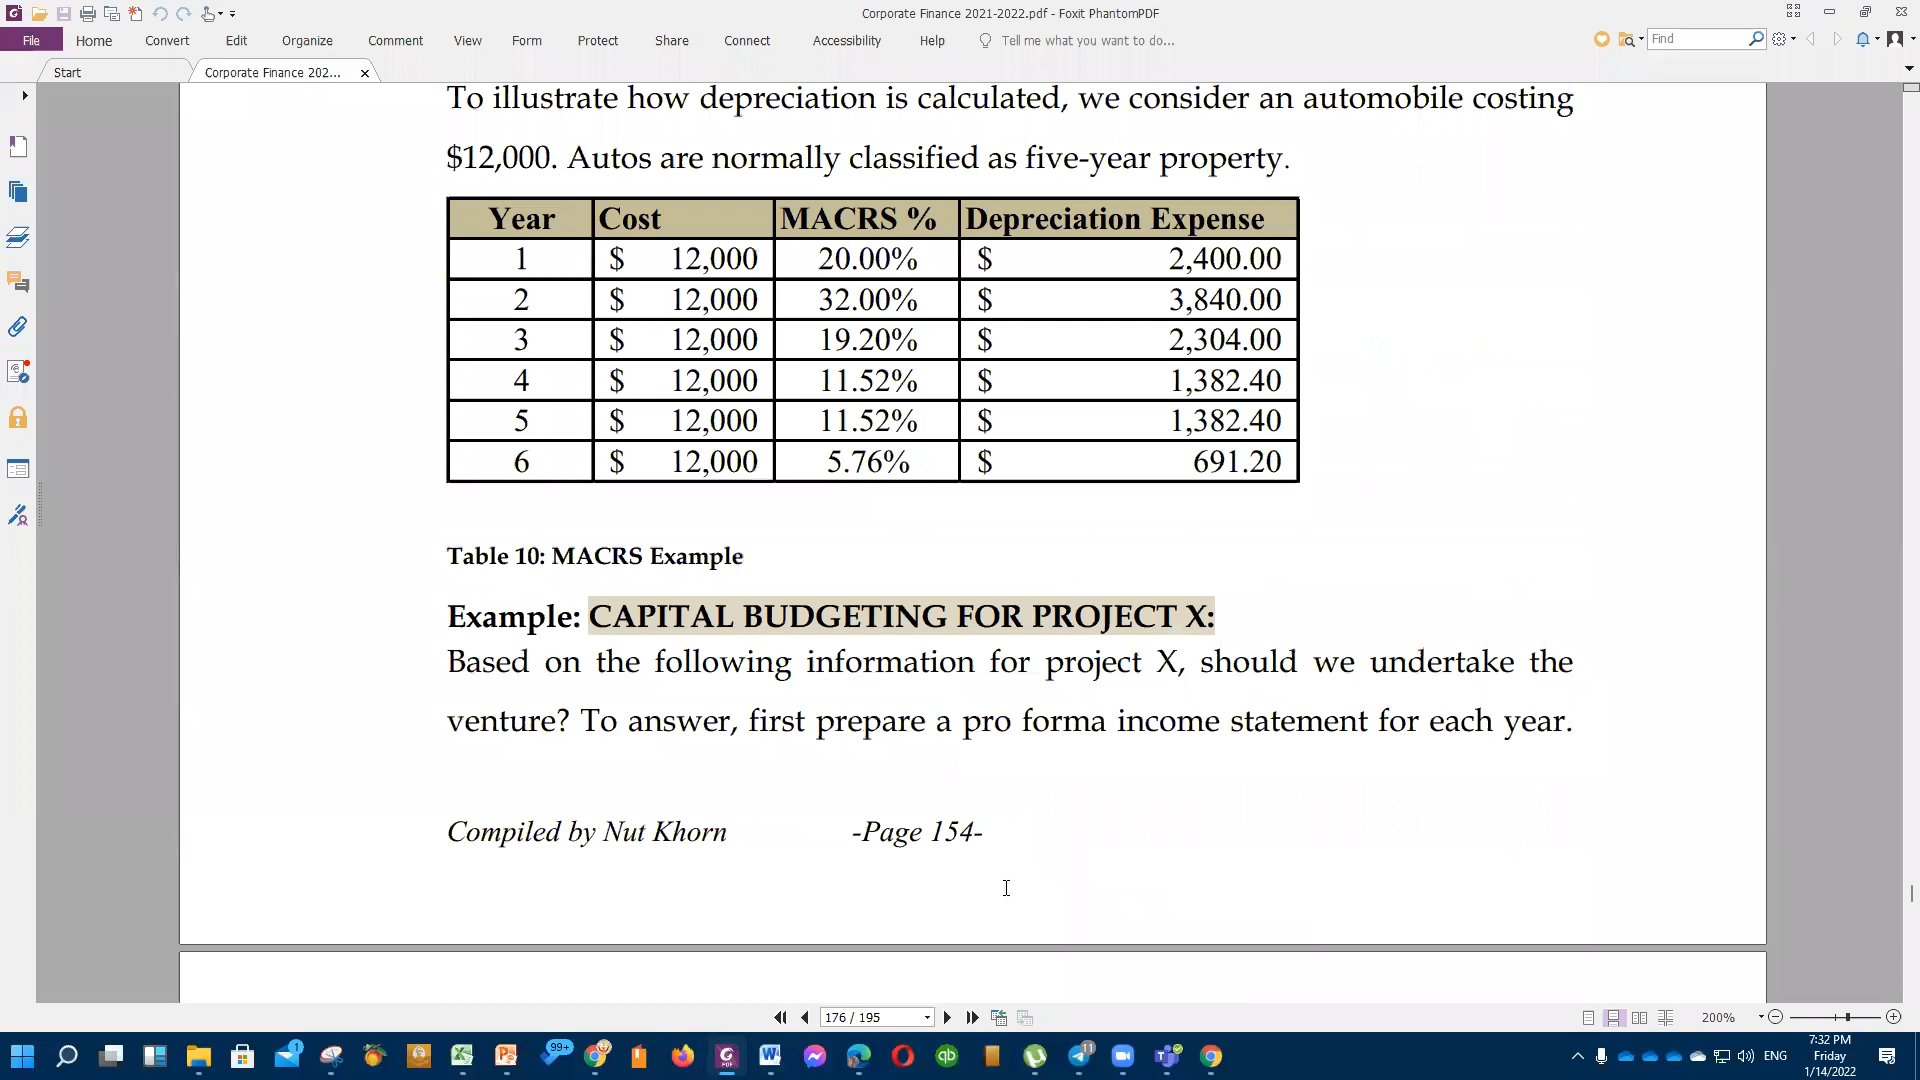 Corporate Finance 2021-2022.pdf - Foxit PhantomPDF
File Home Convert Edit Organize Comment View Form Protect Share Connect Accessibility Help Tell me what you want to do... Find
Start Corporate Finance 202... ×
To illustrate how depreciation is calculated, we consider an automobile costing
$12,000. Autos are normally classified as five-year property.
Year Cost MACRS % Depreciation Expense
1 $ 12,000 20.00% $ 2,400.00
2 $ 12,000 32.00% $ 3,840.00
3 $ 12,000 19.20% $ 2,304.00
4 $ 12,000 11.52% $ 1,382.40
5 $ 12,000 11.52% $ 1,382.40
6 $ 12,000 5.76% $ 691.20
Table 10: MACRS Example
Example: CAPITAL BUDGETING FOR PROJECT X:
Based on the following information for project X, should we undertake the
venture? To answer, first prepare a pro forma income statement for each year.
Compiled by Nut Khorn -Page 154-
176 / 195 200%
1 99+ 11 ENG 7:32 PM
Friday
1/14/2022